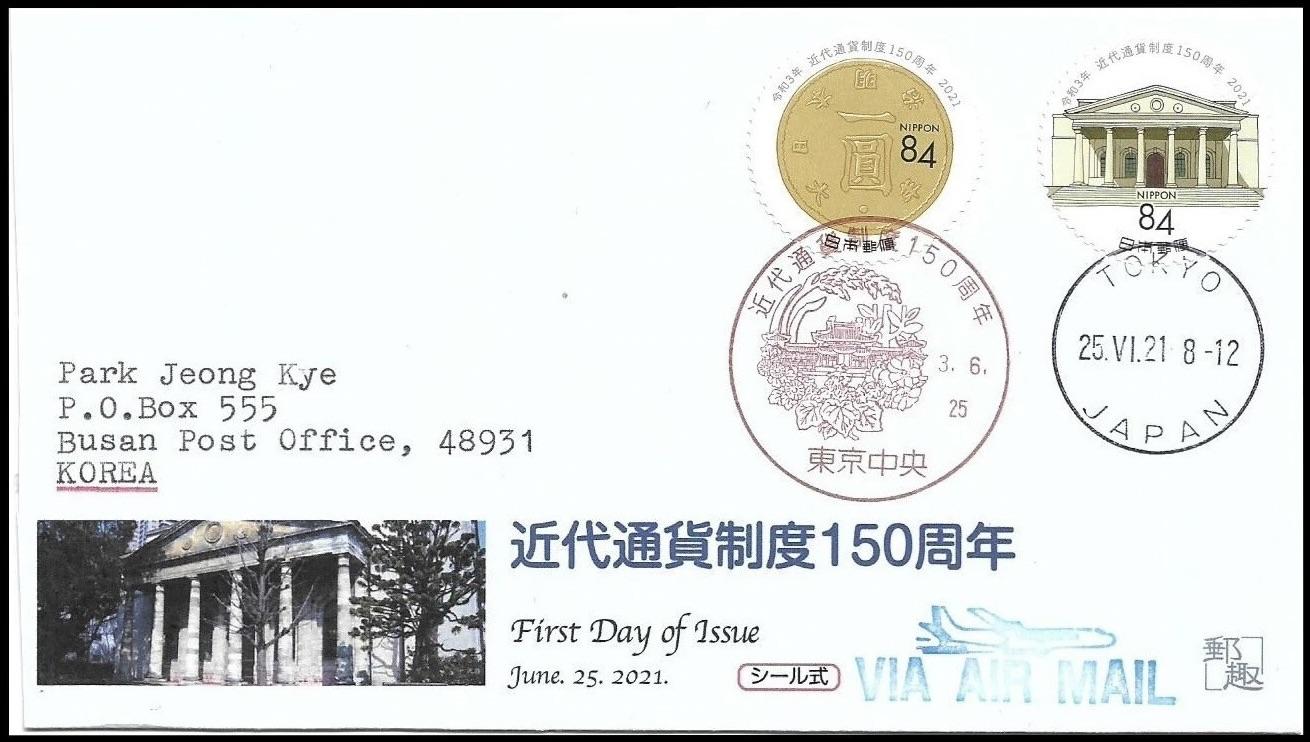 令和3年 近代通貨制度150周年 2021
明治
一圓
NIPPON
84
日本郵便
令和3年 近代通貨制度150周年 2021
NIPPON
84
日本郵便
近代通貨制度150周年
3. 6.
25
東京中央
TOKYO
25.VI.21 8-12
JAPAN
Park Jeong Kye
P.O.Box 555
Busan Post Office, 48931
KOREA
近代通貨制度150周年
First Day of Issue
June. 25. 2021.
シール式
VIA AIR MAIL
郵趣